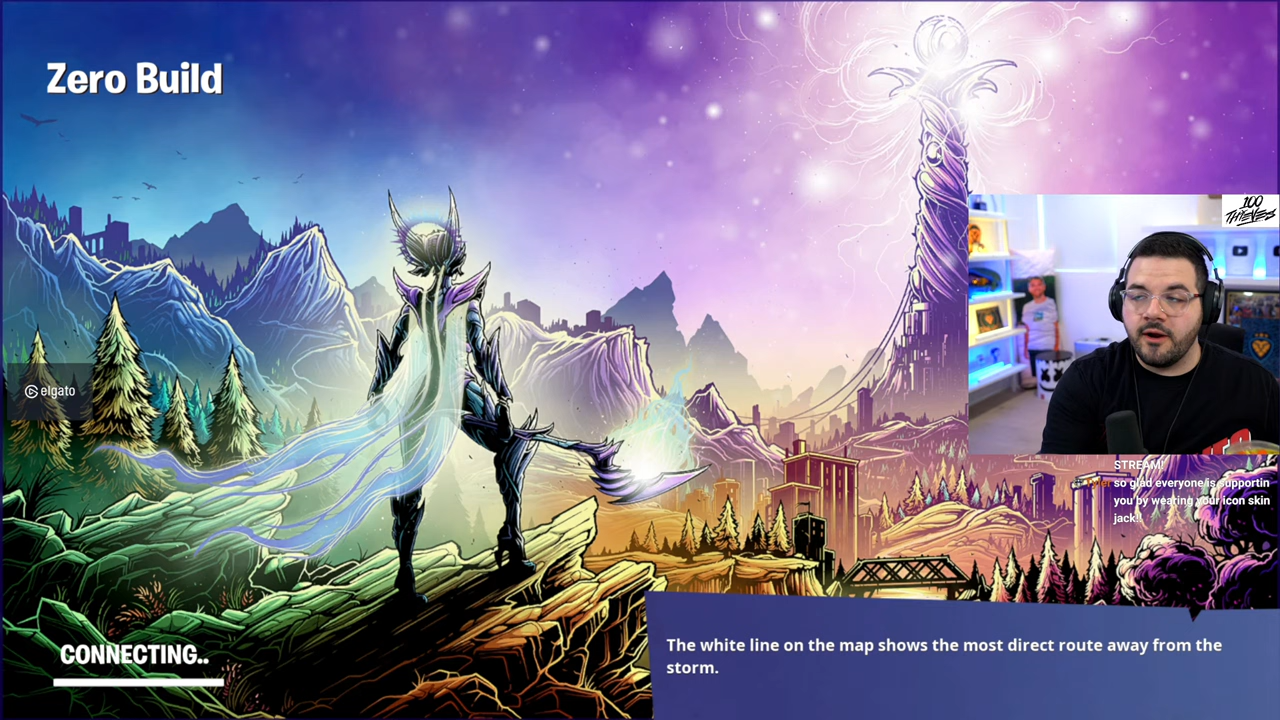 Zero Build
100
THIEVES
elgato
STREAM!
so glad everyone is supportin
you by wearing your icon skin
jack!!
CONNECTING..
The white line on the map shows the most direct route away from the
storm.